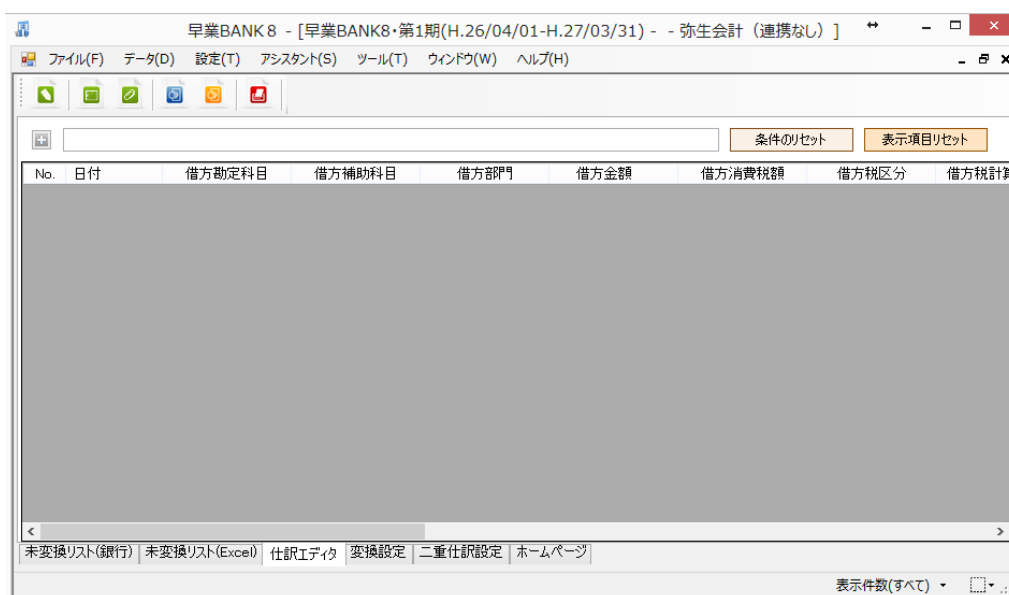 早業BANK8 - [早業BANK8・第1期(H.26/04/01-H.27/03/31) - - 弥生会計（連携なし）]
ファイル(F) データ(D) 設定(T) アシスタント(S) ツール(T) ウィンドウ(W) ヘルプ(H)
条件のリセット 表示項目リセット
No. 日付 借方勘定科目 借方補助科目 借方部門 借方金額 借方消費税額 借方税区分 借方税計算
未変換リスト(銀行) 未変換リスト(Excel) 仕訳エディタ 変換設定 二重仕訳設定 ホームページ
表示件数(すべて)